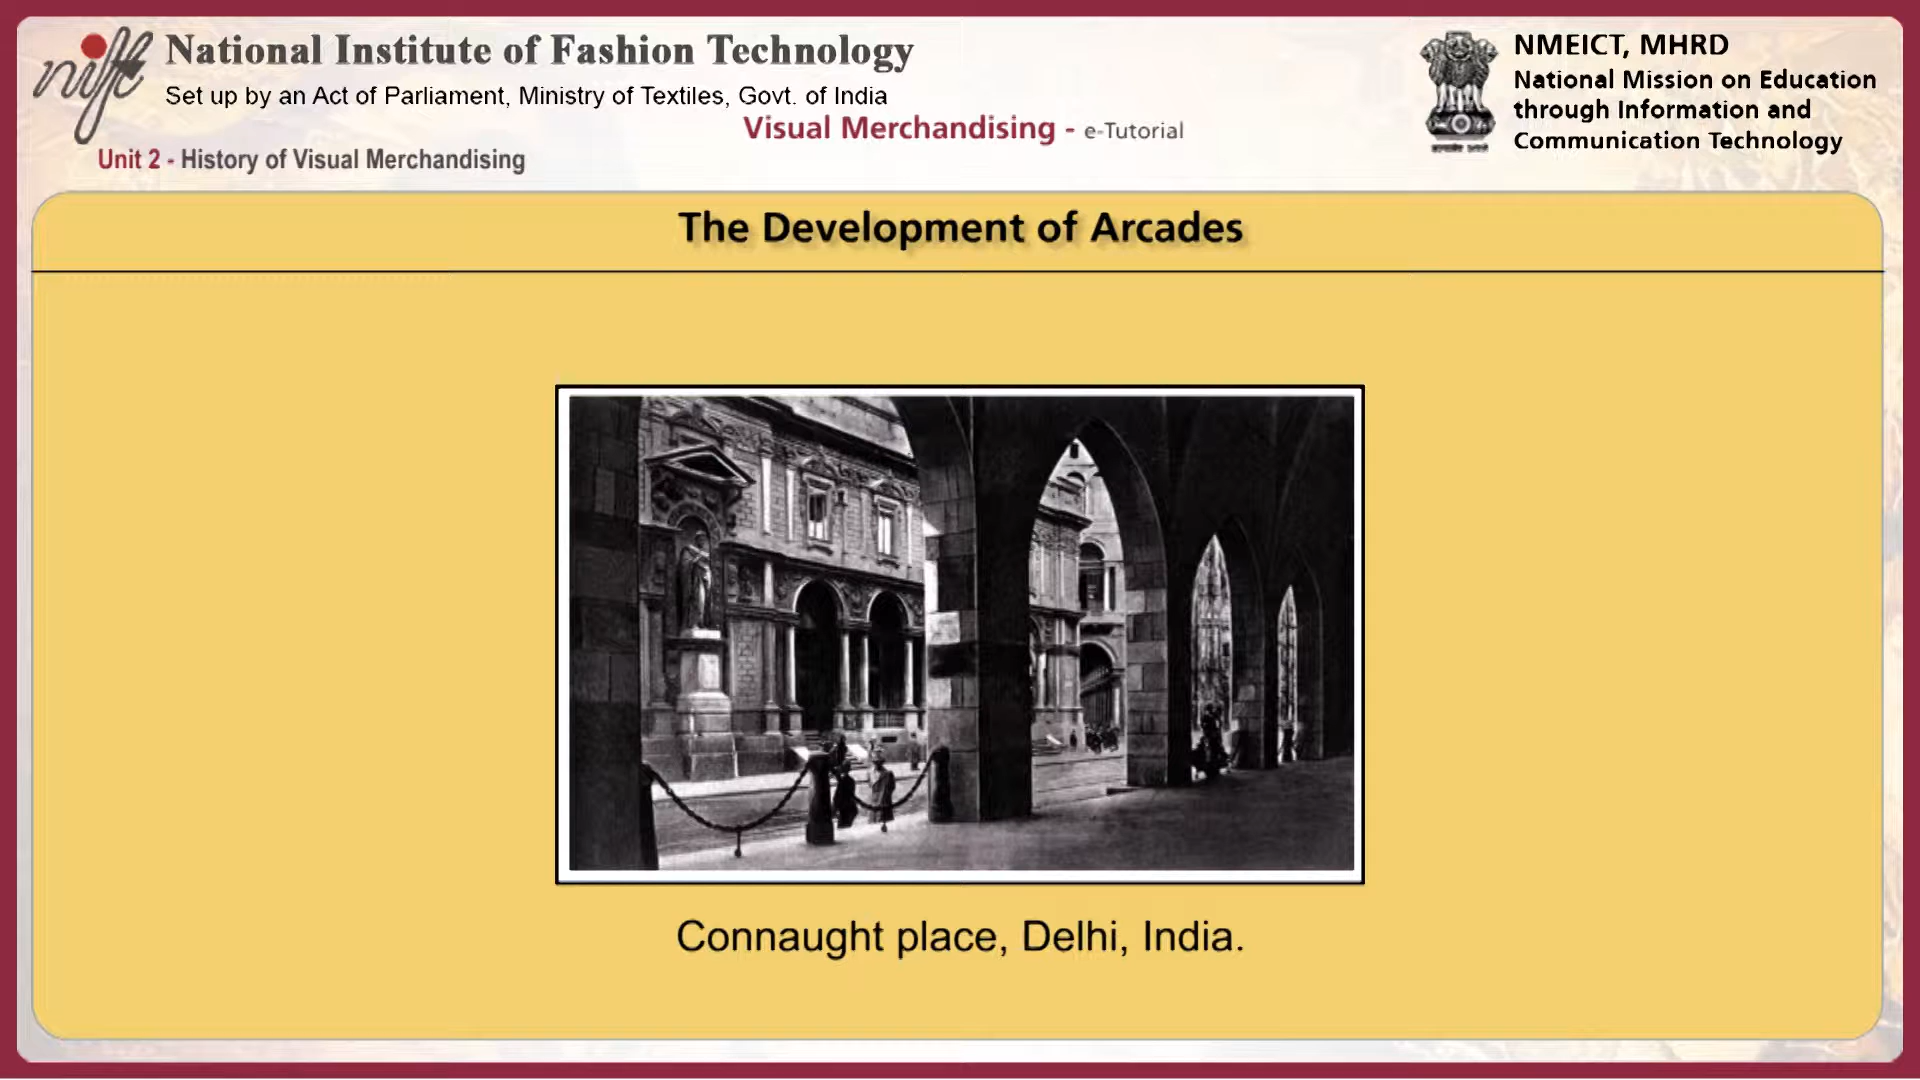 nift
National Institute of Fashion Technology
Set up by an Act of Parliament, Ministry of Textiles, Govt. of India
Visual Merchandising - e-Tutorial
Unit 2 - History of Visual Merchandising
NMEICT, MHRD
National Mission on Education
through Information and
Communication Technology
The Development of Arcades
Connaught place, Delhi, India.